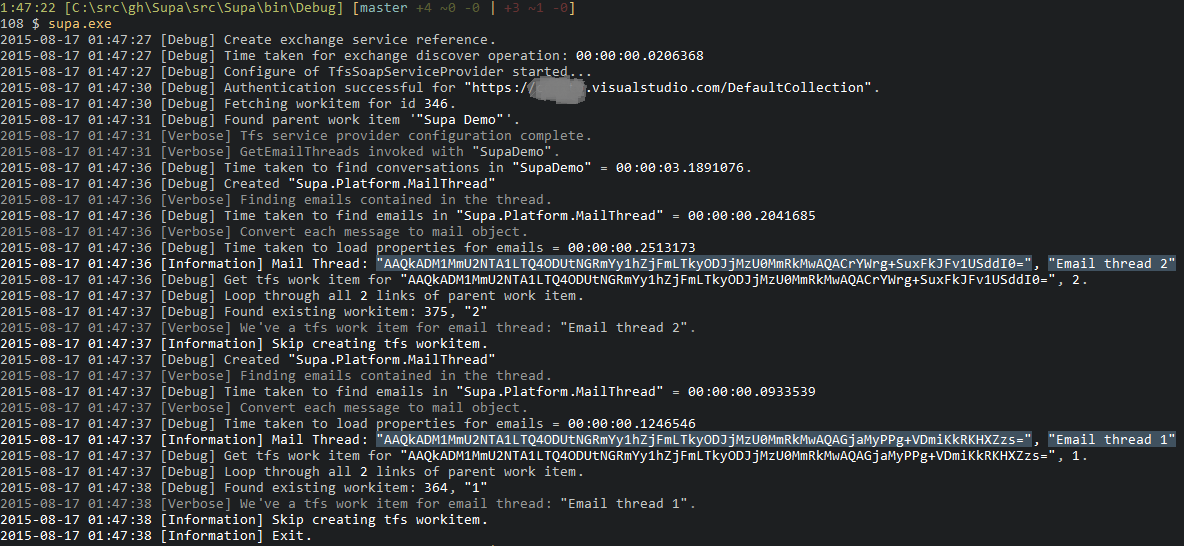 1:47:22 [C:\src\gh\Supa\src\Supa\bin\Debug] [master +4 ~0 -0 | +3 ~1 -0]
108 $ supa.exe
2015-08-17 01:47:27 [Debug] Create exchange service reference.
2015-08-17 01:47:27 [Debug] Time taken for exchange discover operation: 00:00:00.0206368
2015-08-17 01:47:27 [Debug] Configure of TfsSoapServiceProvider started...
2015-08-17 01:47:30 [Debug] Authentication successful for "https:/ .visualstudio.com/DefaultCollection".
2015-08-17 01:47:30 [Debug] Fetching workitem for id 346.
2015-08-17 01:47:31 [Debug] Found parent work item '"Supa Demo"'.
2015-08-17 01:47:31 [Verbose] Tfs service provider configuration complete.
2015-08-17 01:47:31 [Verbose] GetEmailThreads invoked with "SupaDemo".
2015-08-17 01:47:36 [Debug] Time taken to find conversations in "SupaDemo" = 00:00:03.1891076.
2015-08-17 01:47:36 [Debug] Created "Supa.Platform.MailThread"
2015-08-17 01:47:36 [Verbose] Finding emails contained in the thread.
2015-08-17 01:47:36 [Debug] Time taken to find emails in "Supa.Platform.MailThread" = 00:00:00.2041685
2015-08-17 01:47:36 [Verbose] Convert each message to mail object.
2015-08-17 01:47:36 [Debug] Time taken to load properties for emails = 00:00:00.2513173
2015-08-17 01:47:36 [Information] Mail Thread: "AAQkADM1MmU2NTA1LTQ4ODUtNGRmYy1hZjFmLTkyODJjMzU0MmRkMwAQACrYWrg+SuxFkJFv1USddI0=", "Email thread 2"
2015-08-17 01:47:36 [Debug] Get tfs work item for "AAQkADM1MmU2NTA1LTQ4ODUtNGRmYy1hZjFmLTkyODJjMzU0MmRkMwAQACrYWrg+SuxFkJFv1USddI0=", 2.
2015-08-17 01:47:36 [Debug] Loop through all 2 links of parent work item.
2015-08-17 01:47:37 [Debug] Found existing workitem: 375, "2"
2015-08-17 01:47:37 [Verbose] We've a tfs work item for email thread: "Email thread 2".
2015-08-17 01:47:37 [Information] Skip creating tfs workitem.
2015-08-17 01:47:37 [Debug] Created "Supa.Platform.MailThread"
2015-08-17 01:47:37 [Verbose] Finding emails contained in the thread.
2015-08-17 01:47:37 [Debug] Time taken to find emails in "Supa.Platform.MailThread" = 00:00:00.0933539
2015-08-17 01:47:37 [Verbose] Convert each message to mail object.
2015-08-17 01:47:37 [Debug] Time taken to load properties for emails = 00:00:00.1246546
2015-08-17 01:47:37 [Information] Mail Thread: "AAQkADM1MmU2NTA1LTQ4ODUtNGRmYy1hZjFmLTkyODJjMzU0MmRkMwAQAGjaMyPPg+VDmiKkRKHXZzs=", "Email thread 1"
2015-08-17 01:47:37 [Debug] Get tfs work item for "AAQkADM1MmU2NTA1LTQ4ODUtNGRmYy1hZjFmLTkyODJjMzU0MmRkMwAQAGjaMyPPg+VDmiKkRKHXZzs=", 1.
2015-08-17 01:47:37 [Debug] Loop through all 2 links of parent work item.
2015-08-17 01:47:38 [Debug] Found existing workitem: 364, "1"
2015-08-17 01:47:38 [Verbose] We've a tfs work item for email thread: "Email thread 1".
2015-08-17 01:47:38 [Information] Skip creating tfs workitem.
2015-08-17 01:47:38 [Information] Exit.